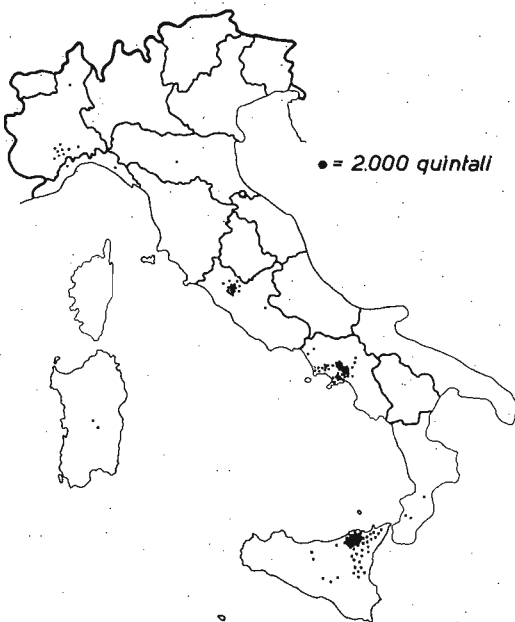 • = 2.000 quintali